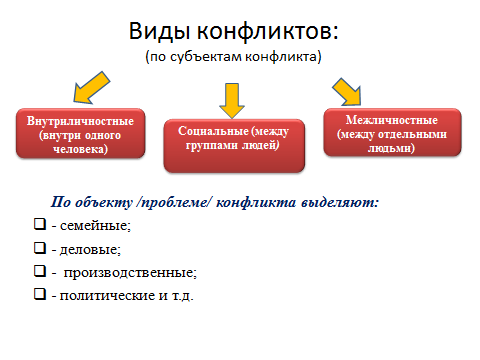 Виды конфликтов:
(по субъектам конфликта)
Внутриличностные
(внутри одного
человека)
Социальные (между
группами людей)
Межличностные
(между отдельными
людьми)
По объекту /проблеме/ конфликта выделяют:
- семейные;
- деловые;
- производственные;
- политические и т.д.